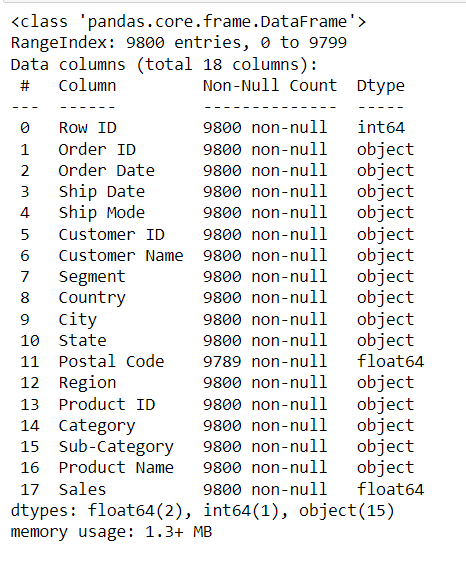 <class 'pandas.core.frame.DataFrame'>
RangeIndex: 9800 entries, 0 to 9799
Data columns (total 18 columns):
 #   Column         Non-Null Count  Dtype
---  ------         --------------  -----
 0   Row ID         9800 non-null   int64
 1   Order ID       9800 non-null   object
 2   Order Date     9800 non-null   object
 3   Ship Date      9800 non-null   object
 4   Ship Mode      9800 non-null   object
 5   Customer ID    9800 non-null   object
 6   Customer Name  9800 non-null   object
 7   Segment        9800 non-null   object
 8   Country        9800 non-null   object
 9   City           9800 non-null   object
 10  State          9800 non-null   object
 11  Postal Code    9789 non-null   float64
 12  Region         9800 non-null   object
 13  Product ID     9800 non-null   object
 14  Category       9800 non-null   object
 15  Sub-Category   9800 non-null   object
 16  Product Name   9800 non-null   object
 17  Sales          9800 non-null   float64
dtypes: float64(2), int64(1), object(15)
memory usage: 1.3+ MB